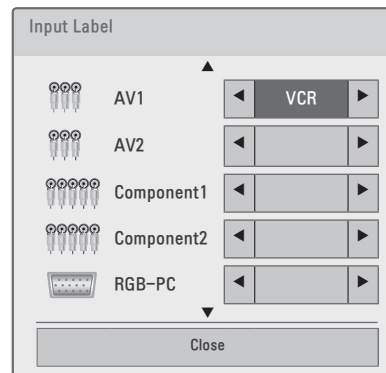 Input Label
AV1 VCR
AV2
Component1
Component2
RGB-PC
Close